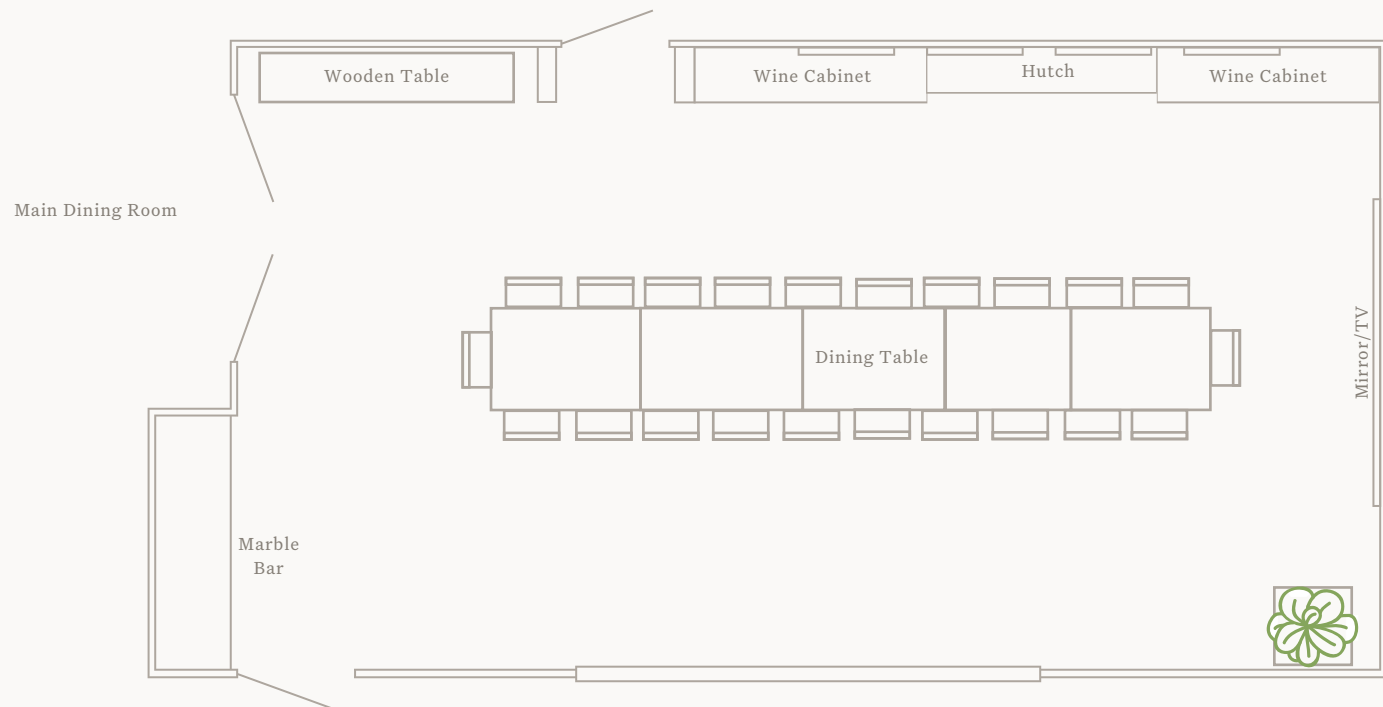 Wooden Table
Wine Cabinet
Hutch
Wine Cabinet
Main Dining Room
Dining Table
Mirror/TV
Marble
Bar